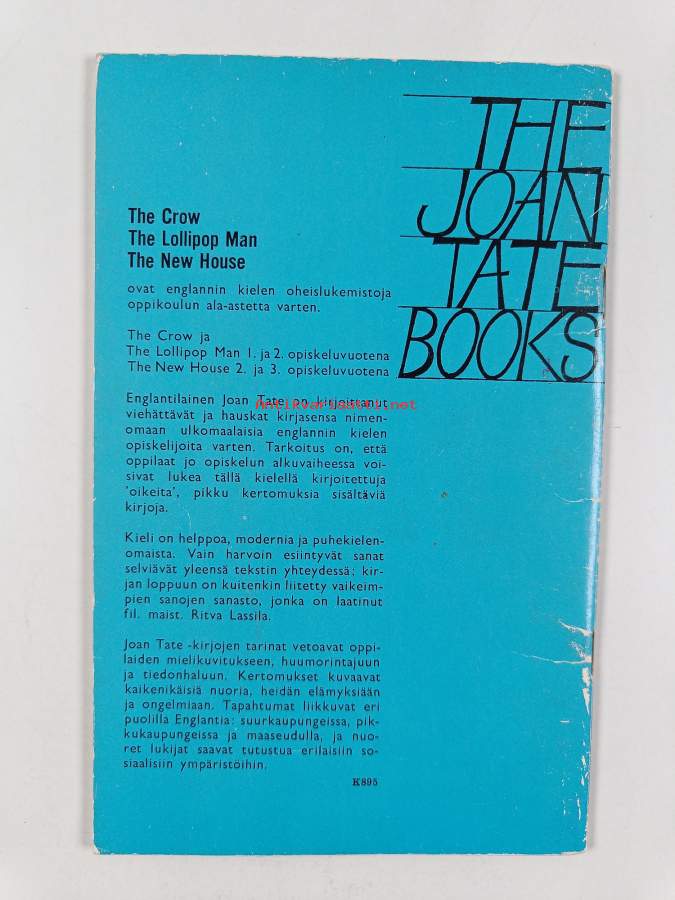 THE
JOAN
TATE
BOOKS
The Crow
The Lollipop Man
The New House
ovat englannin kielen oheislukemistoja
oppikoulun ala-astetta varten.
The Crow ja
The Lollipop Man 1. ja 2. opiskeluvuotena
The New House 2. ja 3. opiskeluvuotena
Englantilainen Joan Tate on kirjoittanut
Antikvariaatti.net
viehättävät ja hauskat kirjasensa nimen-
omaan ulkomaalaisia englannin kielen
opiskelijoita varten. Tarkoitus on, että
oppilaat jo opiskelun alkuvaiheessa voi-
sivat lukea tällä kielellä kirjoitettuja
'oikeita', pikku kertomuksia sisältäviä
kirjoja.
Kieli on helppoa, modernia ja puhekielen-
omaista. Vain harvoin esiintyvät sanat
selviävät yleensä tekstin yhteydessä; kir-
jan loppuun on kuitenkin liitetty vaikeim-
pien sanojen sanasto, jonka on laatinut
fil. maist. Ritva Lassila.
Joan Tate -kirjojen tarinat vetoavat oppi-
laiden mielikuvitukseen, huumorintajuun
ja tiedonhaluun. Kertomukset kuvaavat
kaikenikäisiä nuoria, heidän elämyksiään
ja ongelmiaan. Tapahtumat liikkuvat eri
puolilla Englantia: suurkaupungeissa, pik-
kukaupungeissa ja maaseudulla, ja nuo-
ret lukijat saavat tutustua erilaisiin so-
siaalisiin ympäristöihin.
K895